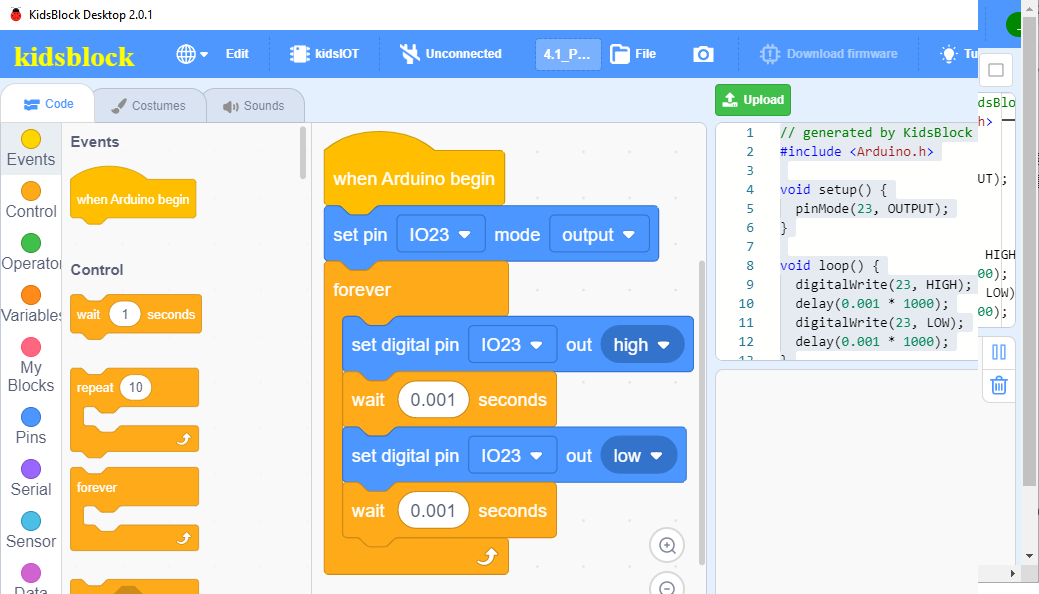 KidsBlock Desktop 2.0.1
kidsblock
Edit
kidsIOT
Unconnected
4.1_P...
File
Download firmware
Tu
Code
Costumes
Sounds
Upload
Events
Control
Operator
Variables
My
Blocks
Pins
Serial
Sensor
Data
Events
when Arduino begin
Control
wait 1 seconds
repeat 10
forever
when Arduino begin
set pin IO23 mode output
forever
set digital pin IO23 out high
wait 0.001 seconds
set digital pin IO23 out low
wait 0.001 seconds
1 // generated by KidsBlock
2 #include <Arduino.h>
3
4 void setup() {
5 pinMode(23, OUTPUT);
6 }
7
8 void loop() {
9 digitalWrite(23, HIGH);
10 delay(0.001 * 1000);
11 digitalWrite(23, LOW);
12 delay(0.001 * 1000);
13 }
dsBlo
h>
UT);
HIGH
00);
LOW)
00);